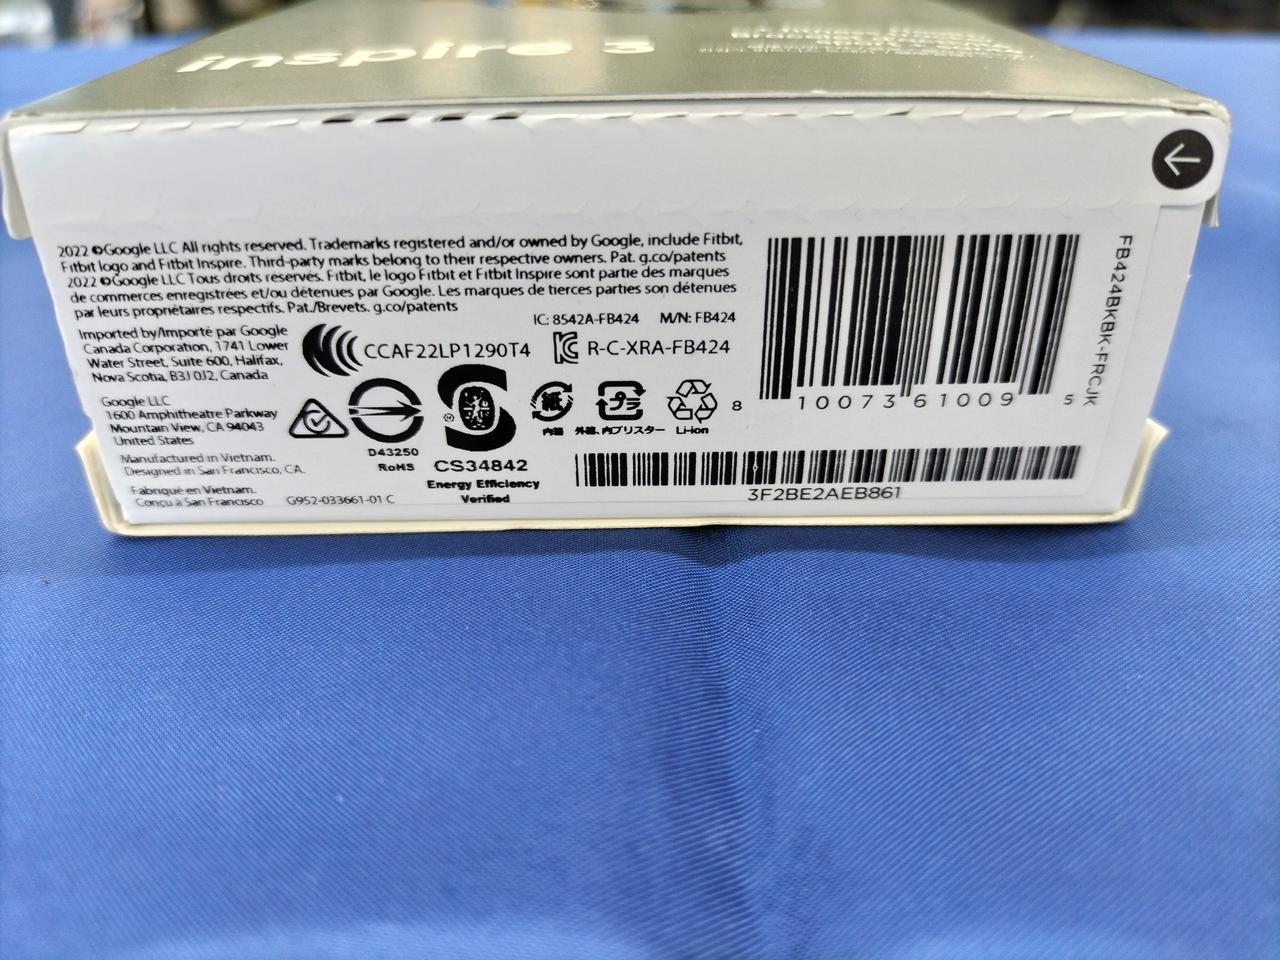 inspire 3
2022 ©Google LLC All rights reserved. Trademarks registered and/or owned by Google, include Fitbit,
Fitbit logo and Fitbit Inspire. Third-party marks belong to their respective owners. Pat. g.co/patents
2022 ©Google LLC Tous droits réservés. Fitbit, le logo Fitbit et Fitbit Inspire sont partie des marques
de commerces enregistrées et/ou détenues par Google. Les marques de tierces parties son détenues
par leurs propriétaires respectifs. Pat./Brevets. g.co/patents
IC: 8542A-FB424 M/N: FB424
Imported by/Importé par Google
Canada Corporation, 1741 Lower
Water Street, Suite 600, Halifax,
Nova Scotia, B3J 0J2, Canada
CCAF22LP1290T4
R-C-XRA-FB424
Google LLC
1600 Amphitheatre Parkway
Mountain View, CA 94043
United States
Manufactured in Vietnam.
Designed in San Francisco, CA.
Fabriqué en Vietnam.
Conçu à San Francisco
G952-033661-01 C
D43250
RoHS
CS34842
Energy Efficiency
Verified
紙
内箱
プラ
外装、内ブリスター
Li-ion
8 10073 61009 5
3F2BE2AEB861
FB424BKBK-FRCJK